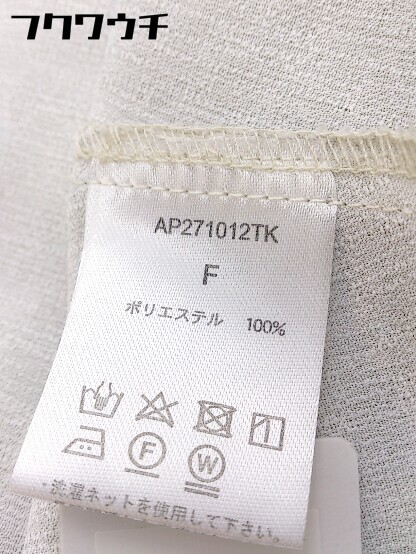 フクワウチ
AP271012TK
F
ポリエステル 100%
F W
・洗濯ネットを使用して下さい。